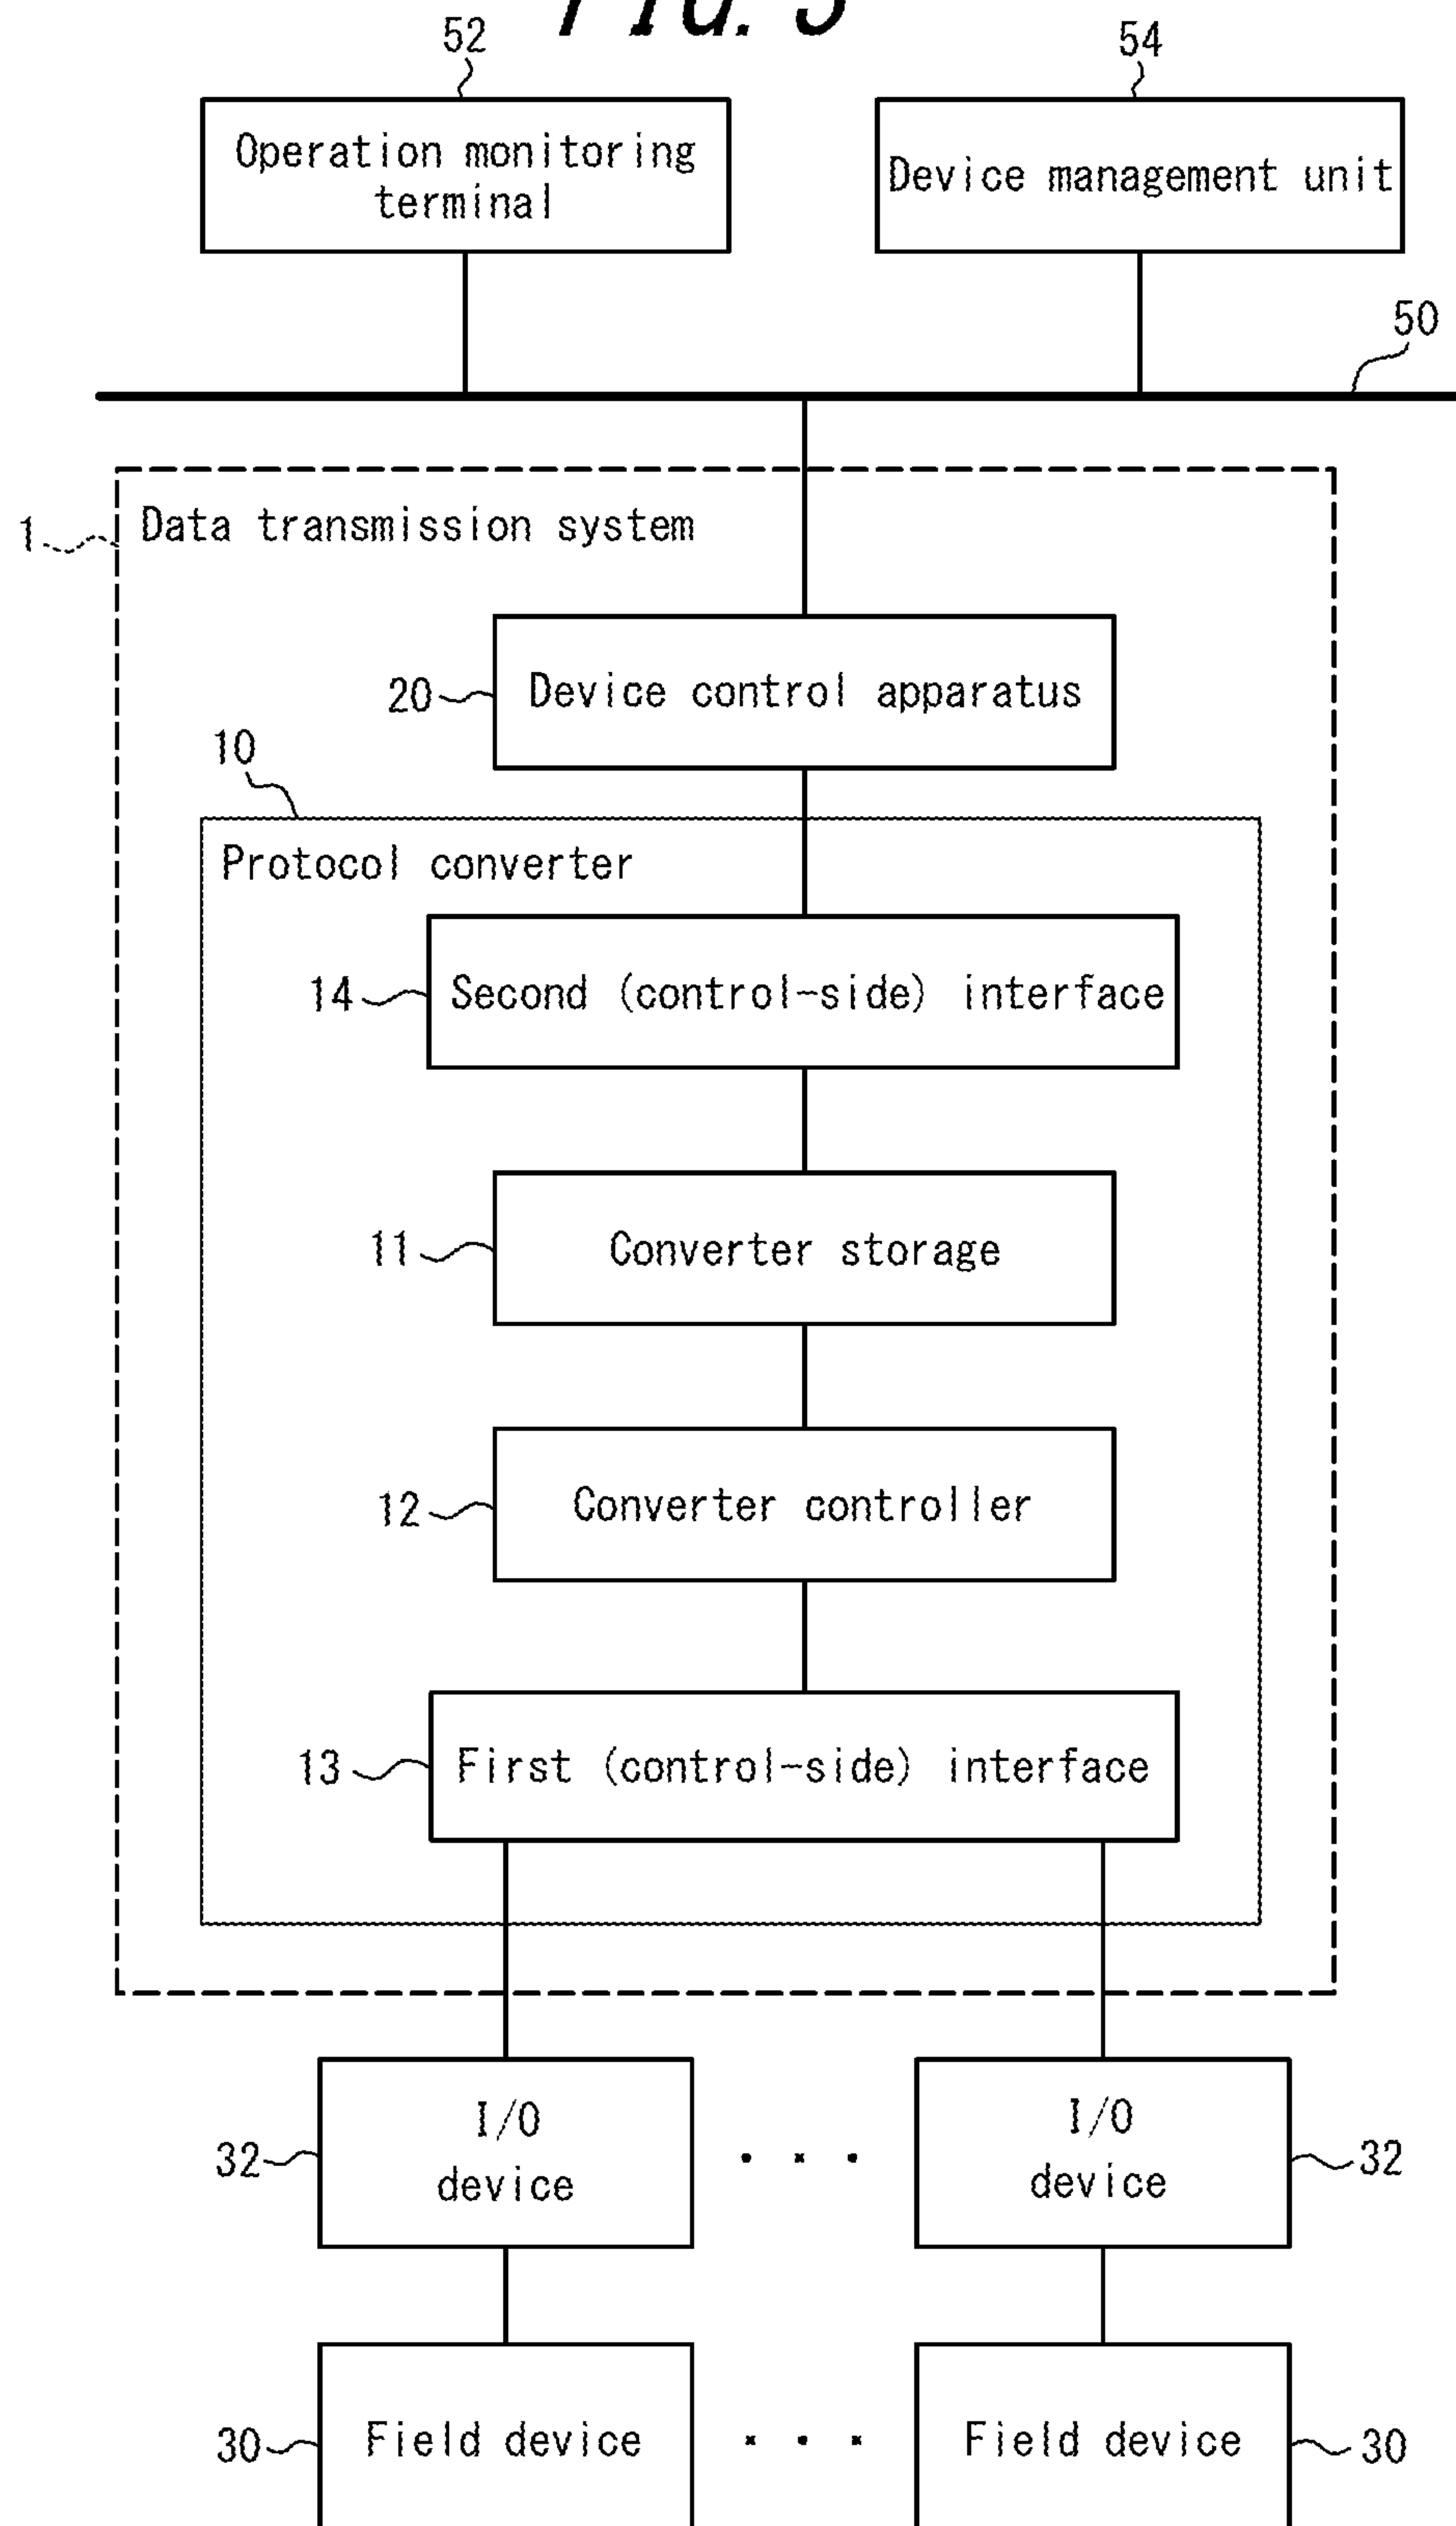 FIG. 3
52
54
Operation monitoring
terminal
Device management unit
50
1
Data transmission system
20
Device control apparatus
10
Protocol converter
14
Second (control-side) interface
11
Converter storage
12
Converter controller
13
First (control-side) interface
I/O
device
I/O
device
32
32
30
Field device
Field device
30